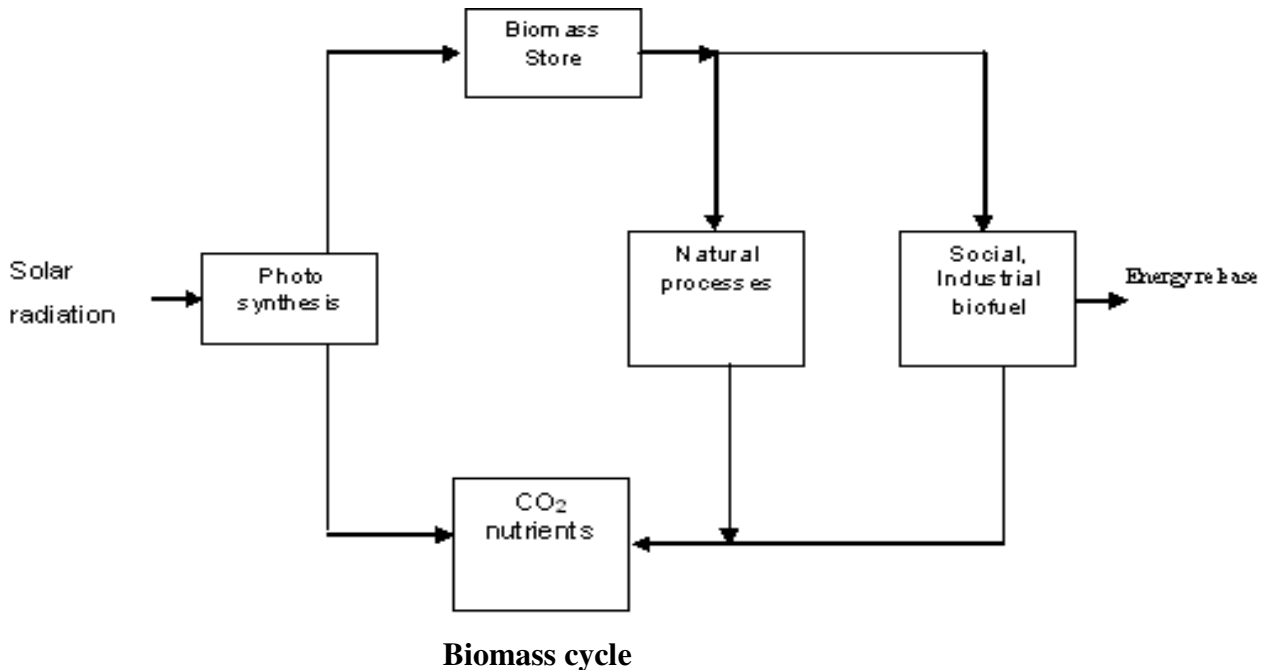 Biomass
Store
Solar
radiation
Photo
synthesis
Natural
processes
Social,
Industrial
biofuel
Energy release
CO₂
nutrients
Biomass cycle